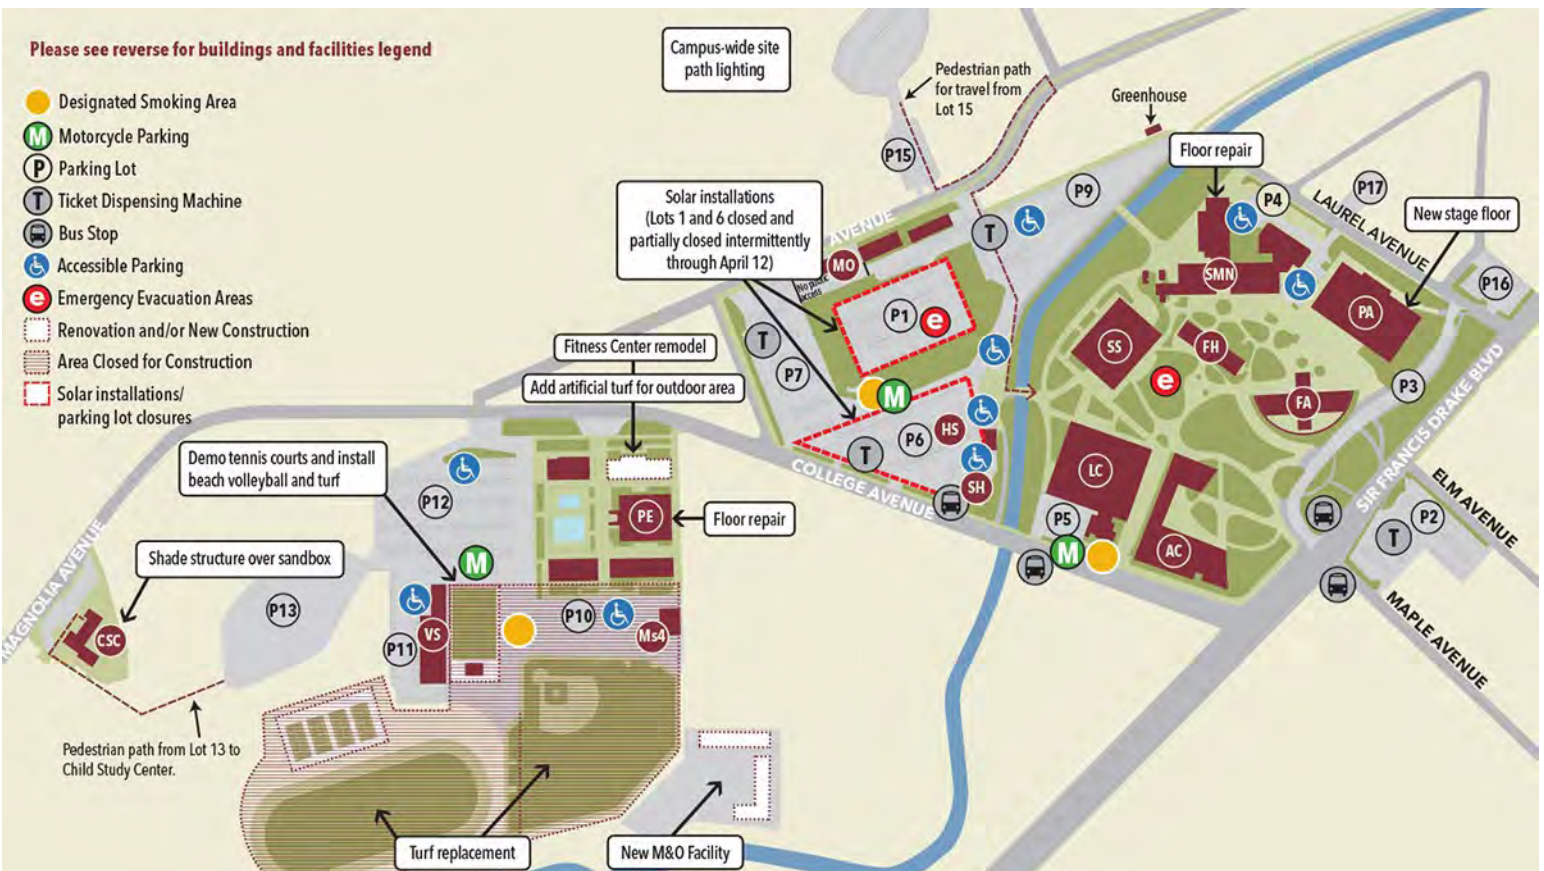 Please see reverse for buildings and facilities legend
Designated Smoking Area
M Motorcycle Parking
P Parking Lot
T Ticket Dispensing Machine
Bus Stop
Accessible Parking
e Emergency Evacuation Areas
Renovation and/or New Construction
Area Closed for Construction
Solar installations/
parking lot closures
Campus-wide site
path lighting
Pedestrian path
for travel from
Lot 15
Greenhouse
Floor repair
P15
P9
P4
P17
LAUREL AVENUE
New stage floor
Solar installations
(Lots 1 and 6 closed and
partially closed intermittently
through April 12)
AVENUE
T
MO
No public
access
SMN
P16
PA
P1
e
T
P7
SS
FH
Fitness Center remodel
Add artificial turf for outdoor area
M
e
FA
P3
SIR FRANCIS DRAKE BLVD
P6
HS
T
SH
COLLEGE AVENUE
LC
P5
M
AC
ELM AVENUE
P2
T
MAPLE AVENUE
Demo tennis courts and install
beach volleyball and turf
P12
PE
Floor repair
MAGNOLIA AVENUE
Shade structure over sandbox
M
P13
CSC
P11
VS
P10
Ms4
Pedestrian path from Lot 13 to
Child Study Center.
Turf replacement
New M&O Facility